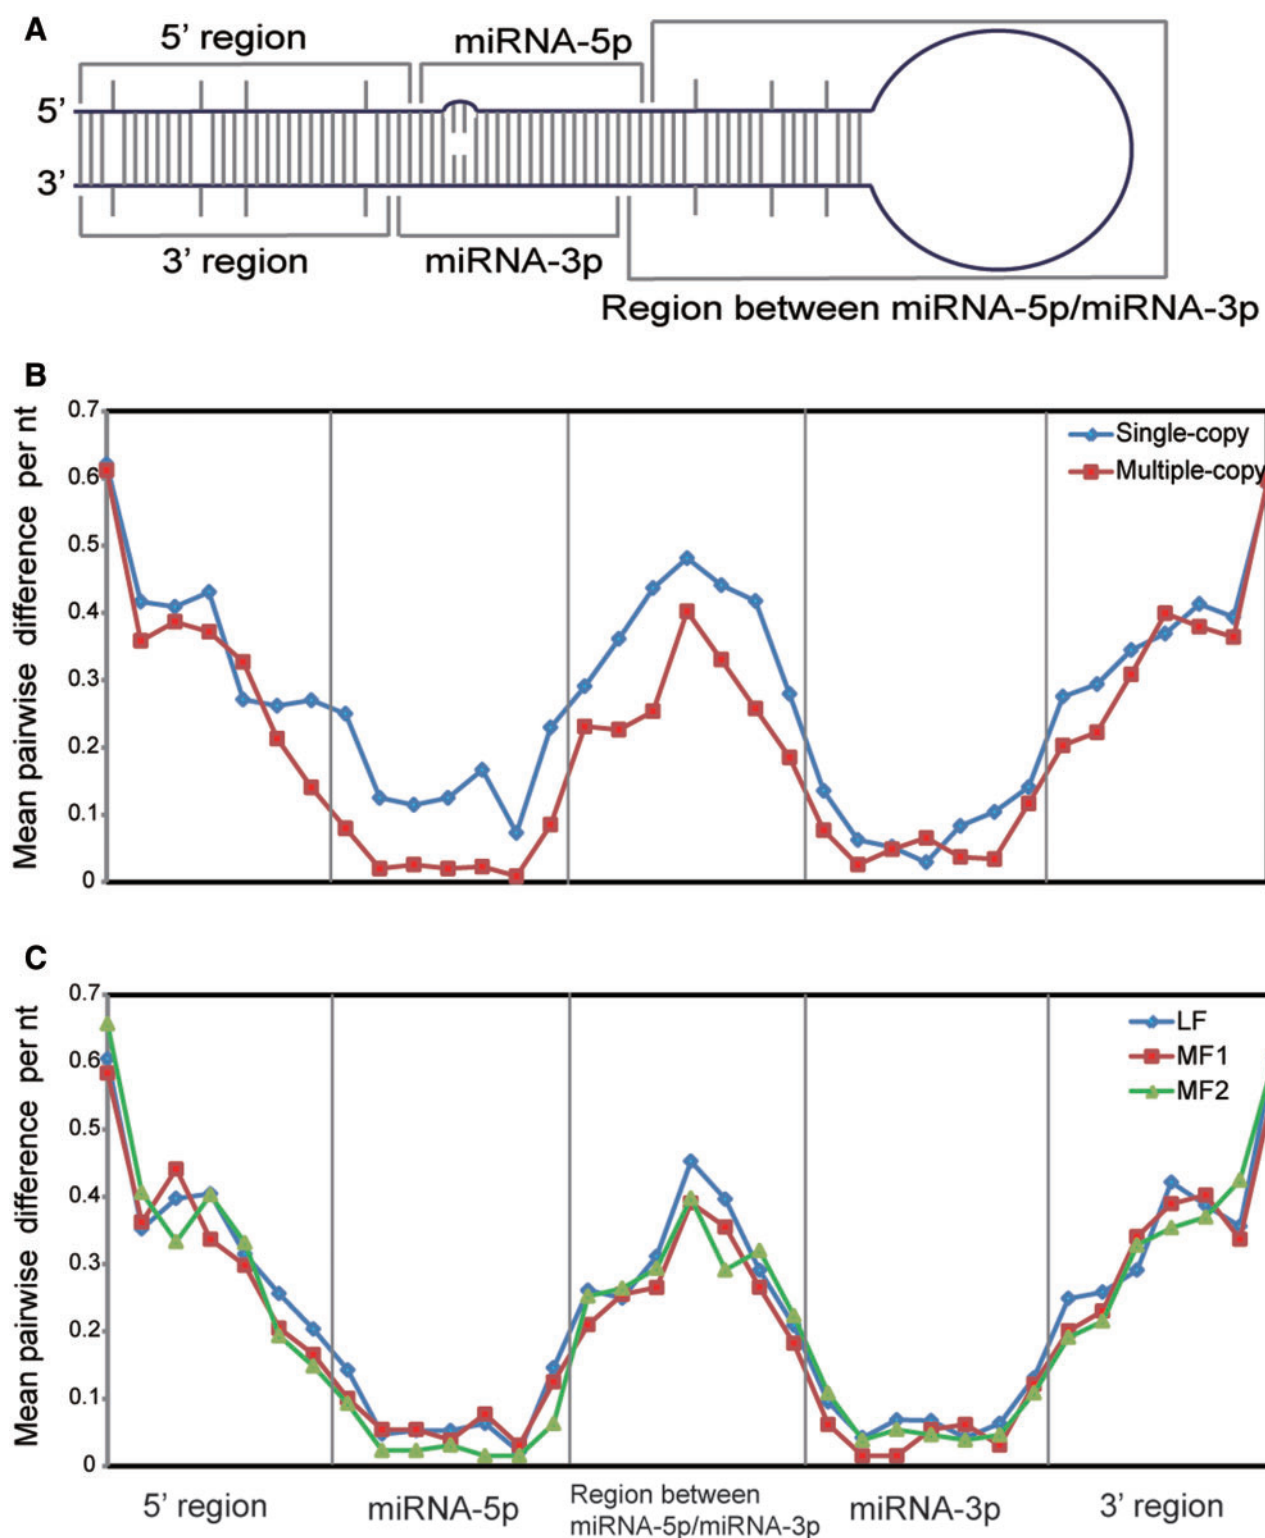 A
5’ region
miRNA-5p
5’
3’
3’ region
miRNA-3p
Region between miRNA-5p/miRNA-3p
B
Mean pairwise difference per nt
0.7
0.6
0.5
0.4
0.3
0.2
0.1
0
Single-copy
Multiple-copy
C
Mean pairwise difference per nt
0.7
0.6
0.5
0.4
0.3
0.2
0.1
0
LF
MF1
MF2
5’ region
miRNA-5p
Region between
miRNA-5p/miRNA-3p
miRNA-3p
3’ region